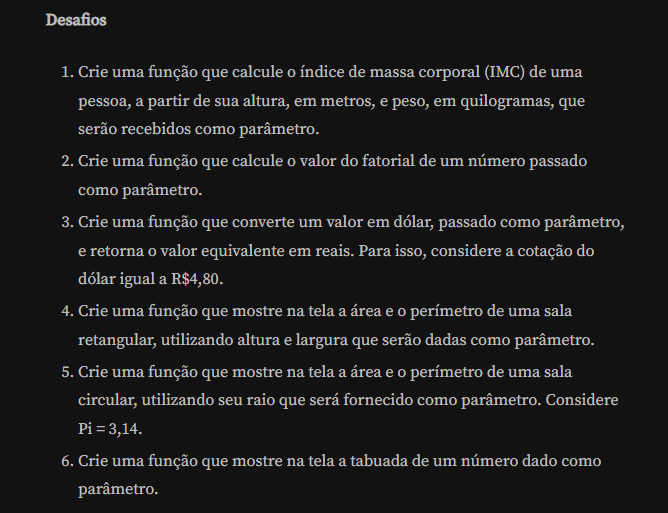 Desafios
1. Crie uma função que calcule o índice de massa corporal (IMC) de uma
pessoa, a partir de sua altura, em metros, e peso, em quilogramas, que
serão recebidos como parâmetro.
2. Crie uma função que calcule o valor do fatorial de um número passado
como parâmetro.
3. Crie uma função que converte um valor em dólar, passado como parâmetro,
e retorna o valor equivalente em reais. Para isso, considere a cotação do
dólar igual a R$4,80.
4. Crie uma função que mostre na tela a área e o perímetro de uma sala
retangular, utilizando altura e largura que serão dadas como parâmetro.
5. Crie uma função que mostre na tela a área e o perímetro de uma sala
circular, utilizando seu raio que será fornecido como parâmetro. Considere
Pi = 3,14.
6. Crie uma função que mostre na tela a tabuada de um número dado como
parâmetro.